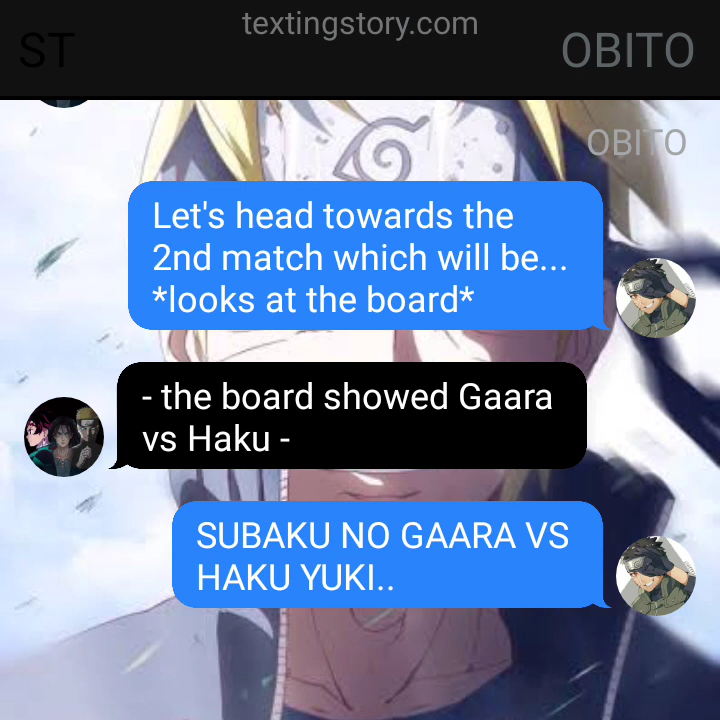 textingstory.com
ST
OBITO
OBITO
Let's head towards the
2nd match which will be...
*looks at the board*
- the board showed Gaara
vs Haku -
SUBAKU NO GAARA VS
HAKU YUKI..